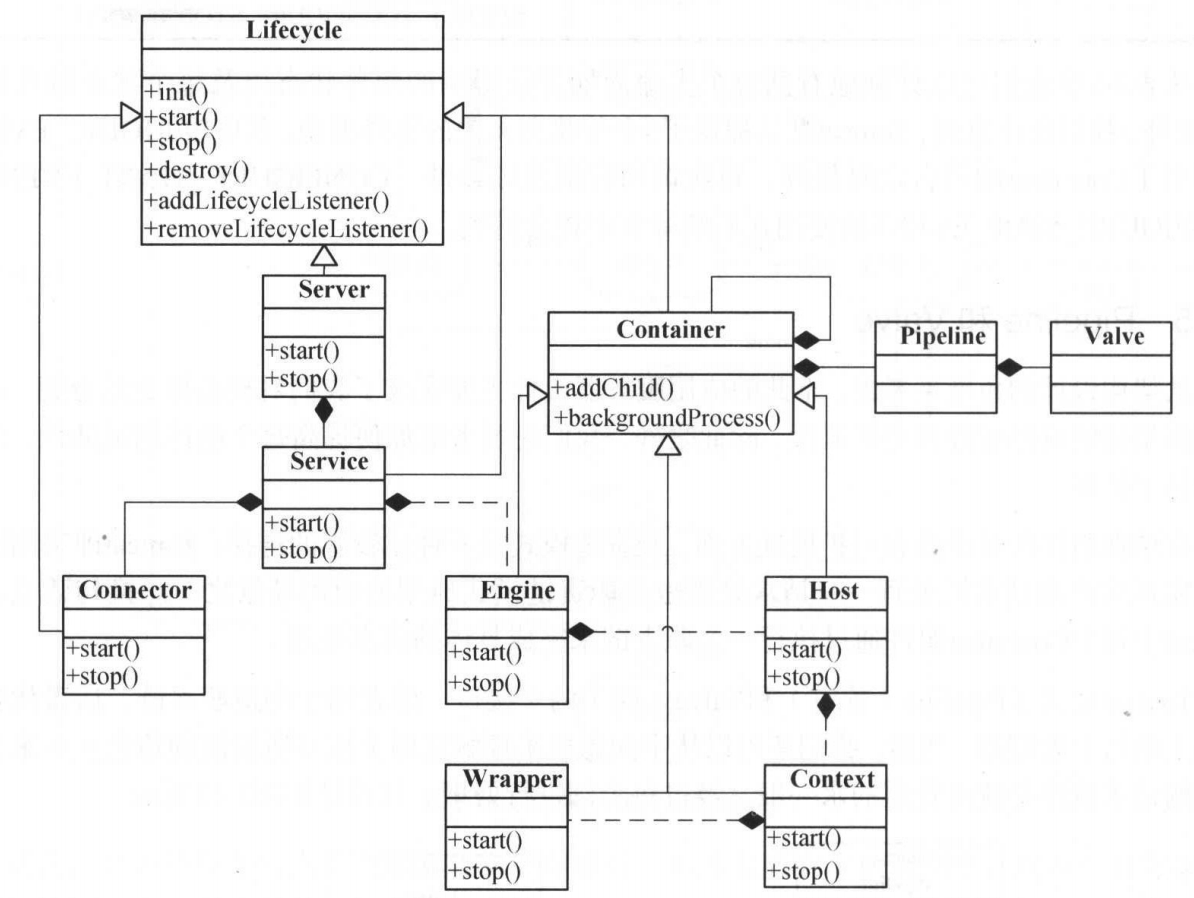 Lifecycle
+init()
+start()
+stop()
+destroy()
+addLifecycleListener()
+removeLifecycleListener()
Server
+start()
+stop()
Container
+addChild()
+backgroundProcess()
Pipeline
Valve
Service
+start()
+stop()
Connector
+start()
+stop()
Engine
+start()
+stop()
Host
+start()
+stop()
Wrapper
+start()
+stop()
Context
+start()
+stop()